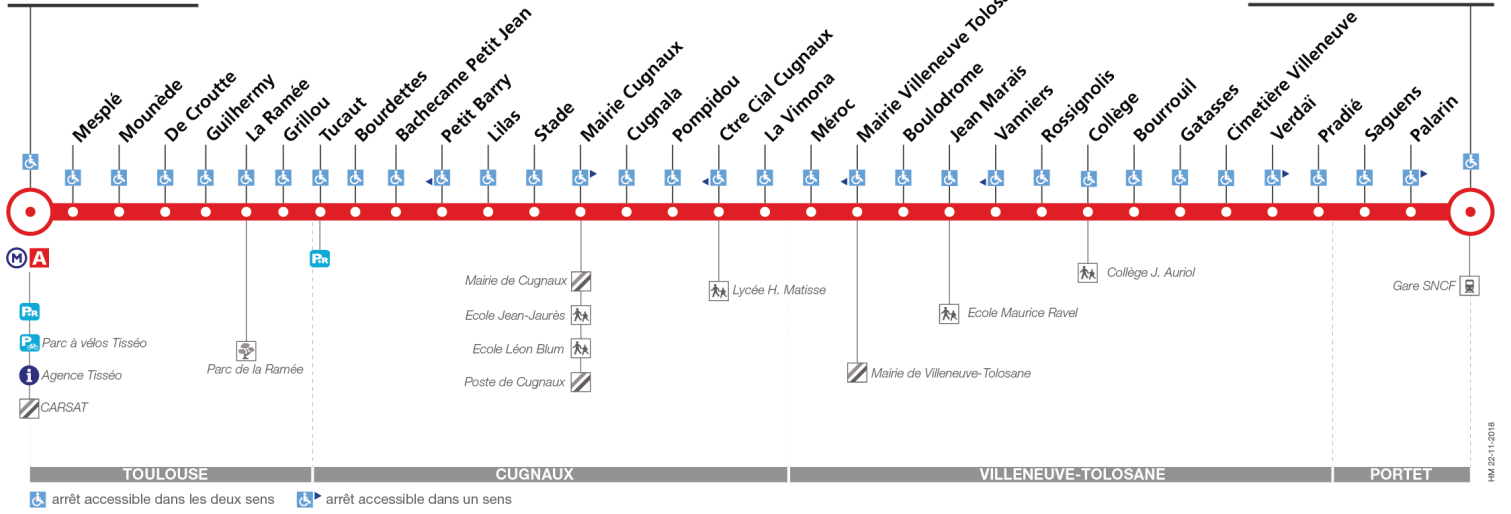 Mesplé
Mounède
De Croutte
Guilhermy
La Ramée
Grillou
Tucaut
Bourdettes
Bachecame Petit Jean
Petit Barry
Lilas
Stade
Mairie Cugnaux
Cugnala
Pompidou
Ctre Cial Cugnaux
La Vimona
Méroc
Mairie Villeneuve
Boulodrome
Jean Marais
Vanniers
Rossignolis
Collège
Bourrouil
Gatasses
Cimetière Villeneuve
Verdaï
Pradié
Saguens
Palarin
M A
P+R
P+R
Parc à vélos Tisséo
Agence Tisséo
CARSAT
Parc de la Ramée
Mairie de Cugnaux
Ecole Jean-Jaurès
Ecole Léon Blum
Poste de Cugnaux
Lycée H. Matisse
Mairie de Villeneuve-Tolosane
Ecole Maurice Ravel
Collège J. Auriol
Gare SNCF
TOULOUSE
CUGNAUX
VILLENEUVE-TOLOSANE
PORTET
arrêt accessible dans les deux sens
arrêt accessible dans un sens
HM 22-11-2018